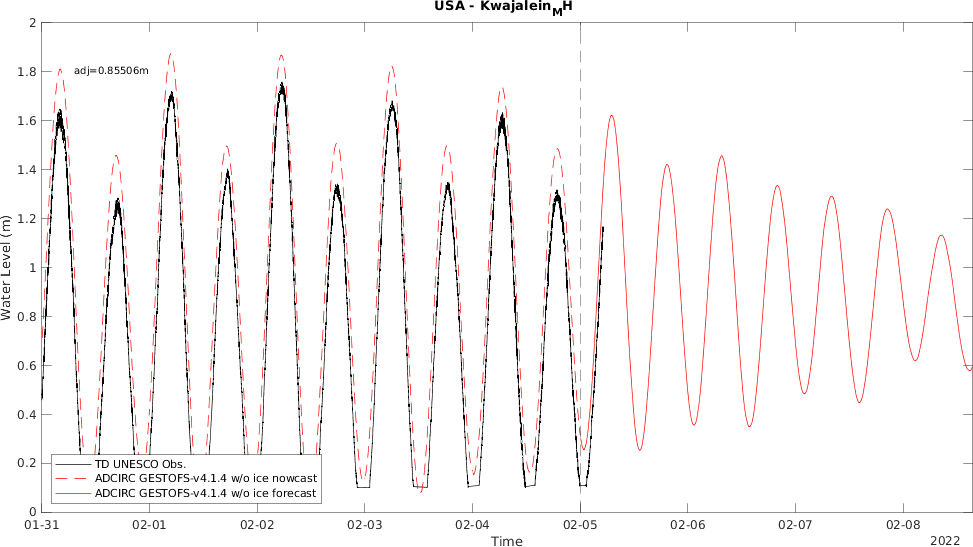 USA - Kwajalein_MH
2
1.8
1.6
1.4
1.2
1
0.8
0.6
0.4
0.2
0
Water Level (m)
adj=0.85506m
TD UNESCO Obs.
ADCIRC GESTOFS-v4.1.4 w/o ice nowcast
ADCIRC GESTOFS-v4.1.4 w/o ice forecast
01-31 02-01 02-02 02-03 02-04 02-05 02-06 02-07 02-08
Time
2022